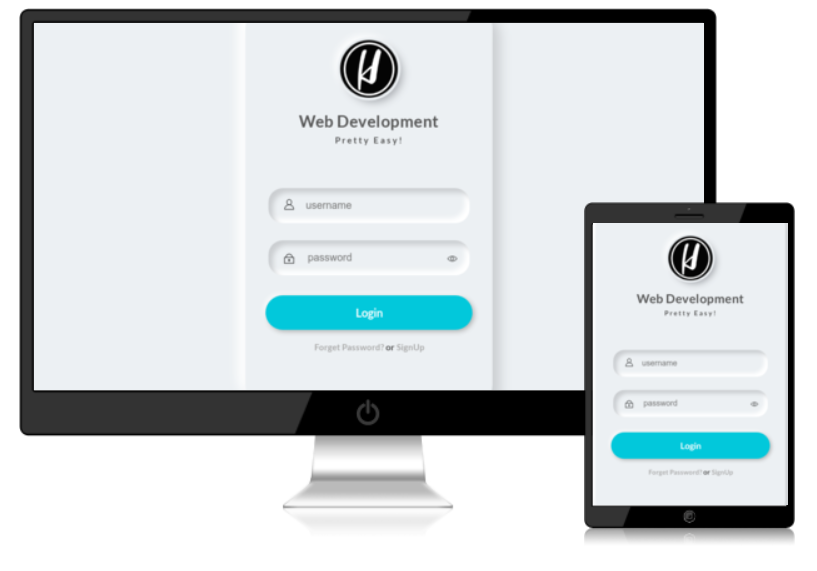 Web Development
Pretty Easy!
username
password
Login
Forget Password? or SignUp
Web Development
Pretty Easy!
username
password
Login
Forget Password? or SignUp